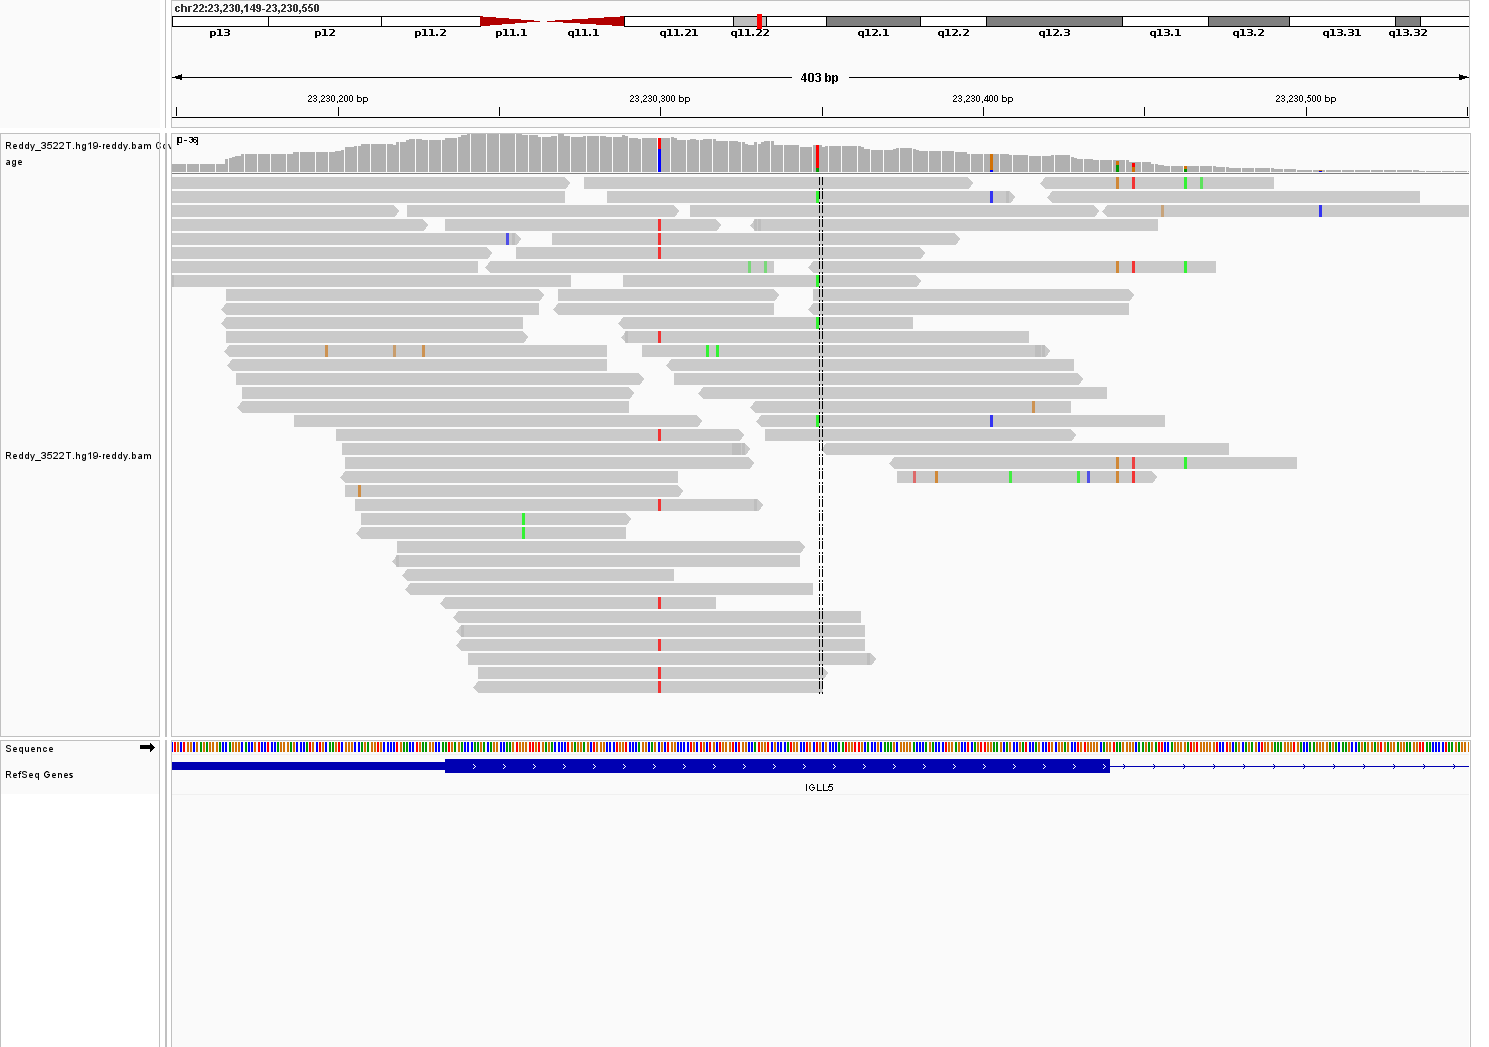 chr22:23,230,149-23,230,550
p13 p12 p11.2 p11.1 q11.1 q11.21 q11.22 q12.1 q12.2 q12.3 q13.1 q13.2 q13.31 q13.32
403 bp
23,230,200 bp 23,230,300 bp 23,230,400 bp 23,230,500 bp
[0-36]
Reddy_3522T.hg19-reddy.bam Cov
age
Reddy_3522T.hg19-reddy.bam
Sequence
RefSeq Genes
IGLL5